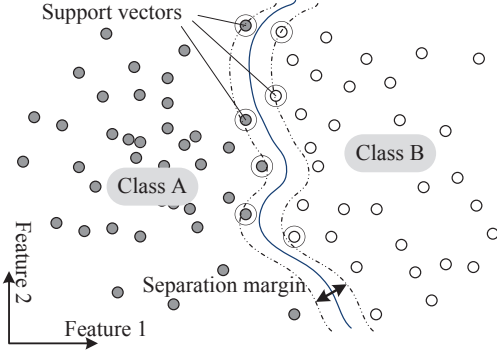 Support vectors
Class B
Class A
Feature 2
Separation margin
Feature 1